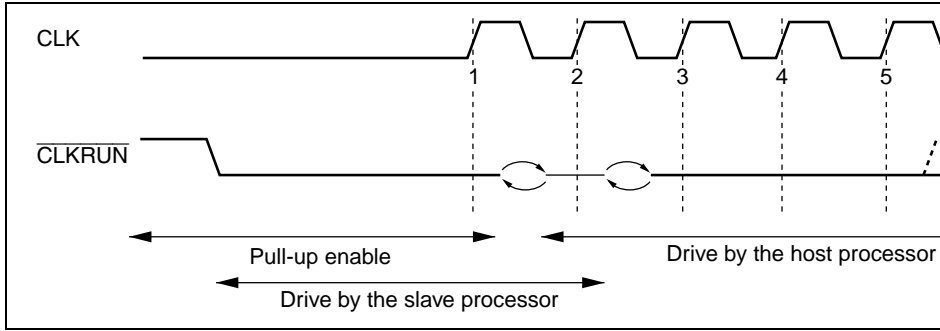 CLK
1 2 3 4 5
CLKRUN
Pull-up enable
Drive by the host processor
Drive by the slave processor